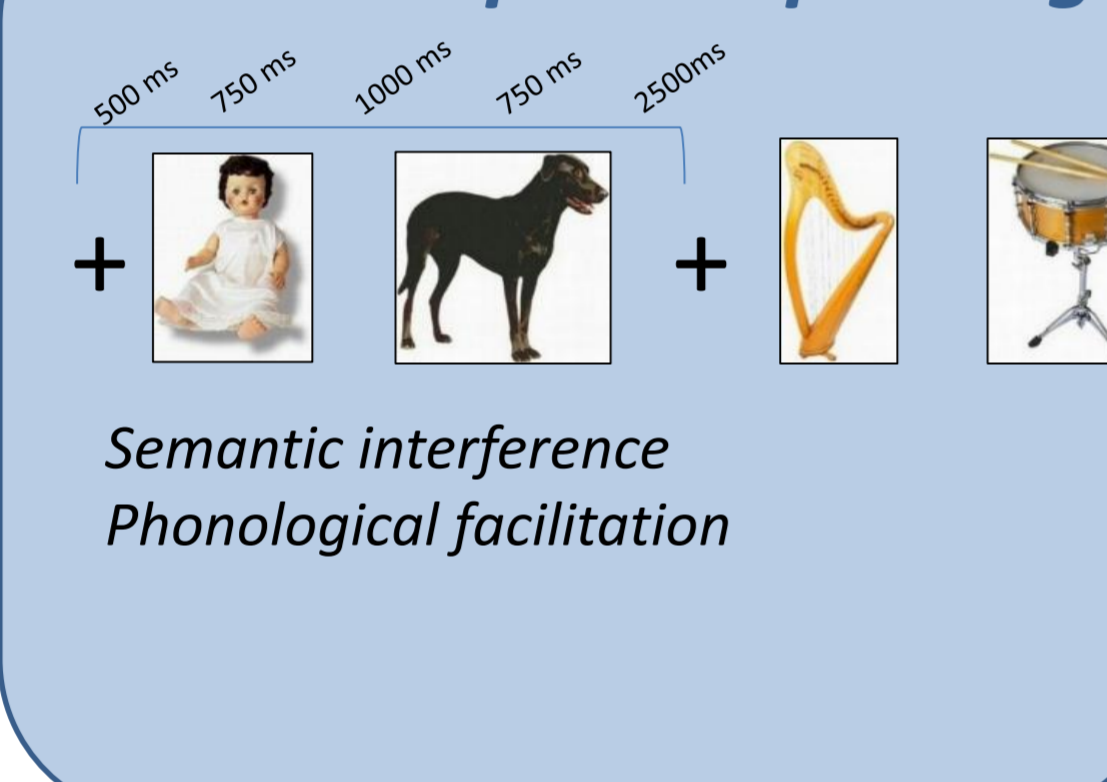 500 ms
750 ms
1000 ms
750 ms
2500ms
+
+
Semantic interference
Phonological facilitation